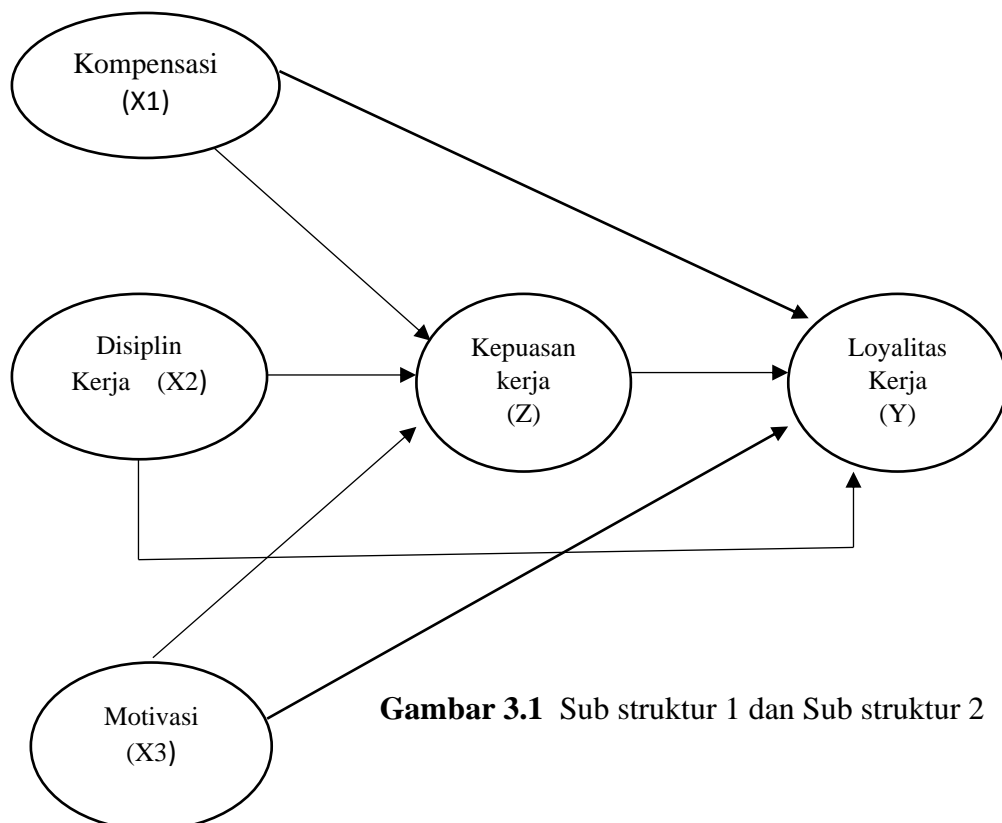 Kompensasi
(X1)
Disiplin
Kerja (X2)
Kepuasan
kerja
(Z)
Loyalitas
Kerja
(Y)
Motivasi
(X3)
Gambar 3.1 Sub struktur 1 dan Sub struktur 2